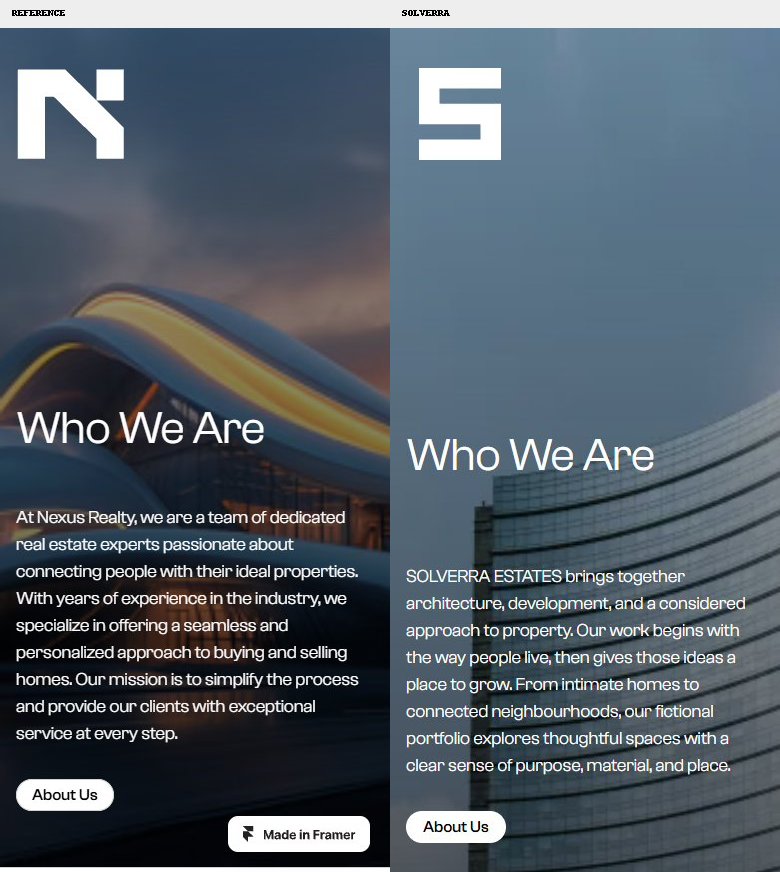 REFERENCE
SOLVERRA
N
S
Who We Are
At Nexus Realty, we are a team of dedicated
real estate experts passionate about
connecting people with their ideal properties.
With years of experience in the industry, we
specialize in offering a seamless and
personalized approach to buying and selling
homes. Our mission is to simplify the process
and provide our clients with exceptional
service at every step.
About Us
Made in Framer
Who We Are
SOLVERRA ESTATES brings together
architecture, development, and a considered
approach to property. Our work begins with
the way people live, then gives those ideas a
place to grow. From intimate homes to
connected neighbourhoods, our fictional
portfolio explores thoughtful spaces with a
clear sense of purpose, material, and place.
About Us